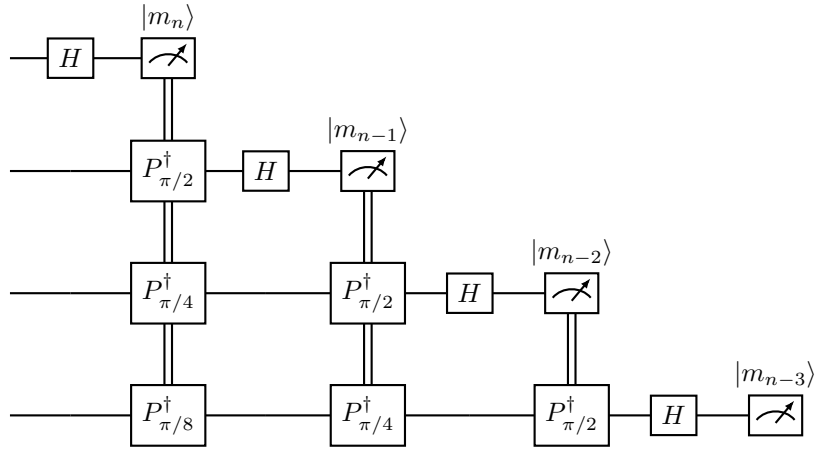 |m_n⟩
H
|m_{n−1}⟩
P†_{π/2} H
|m_{n−2}⟩
P†_{π/4} P†_{π/2} H
|m_{n−3}⟩
P†_{π/8} P†_{π/4} P†_{π/2} H